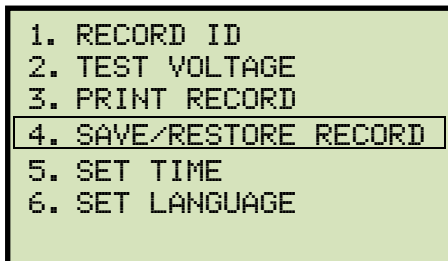 1. RECORD ID
2. TEST VOLTAGE
3. PRINT RECORD
4. SAVE/RESTORE RECORD
5. SET TIME
6. SET LANGUAGE